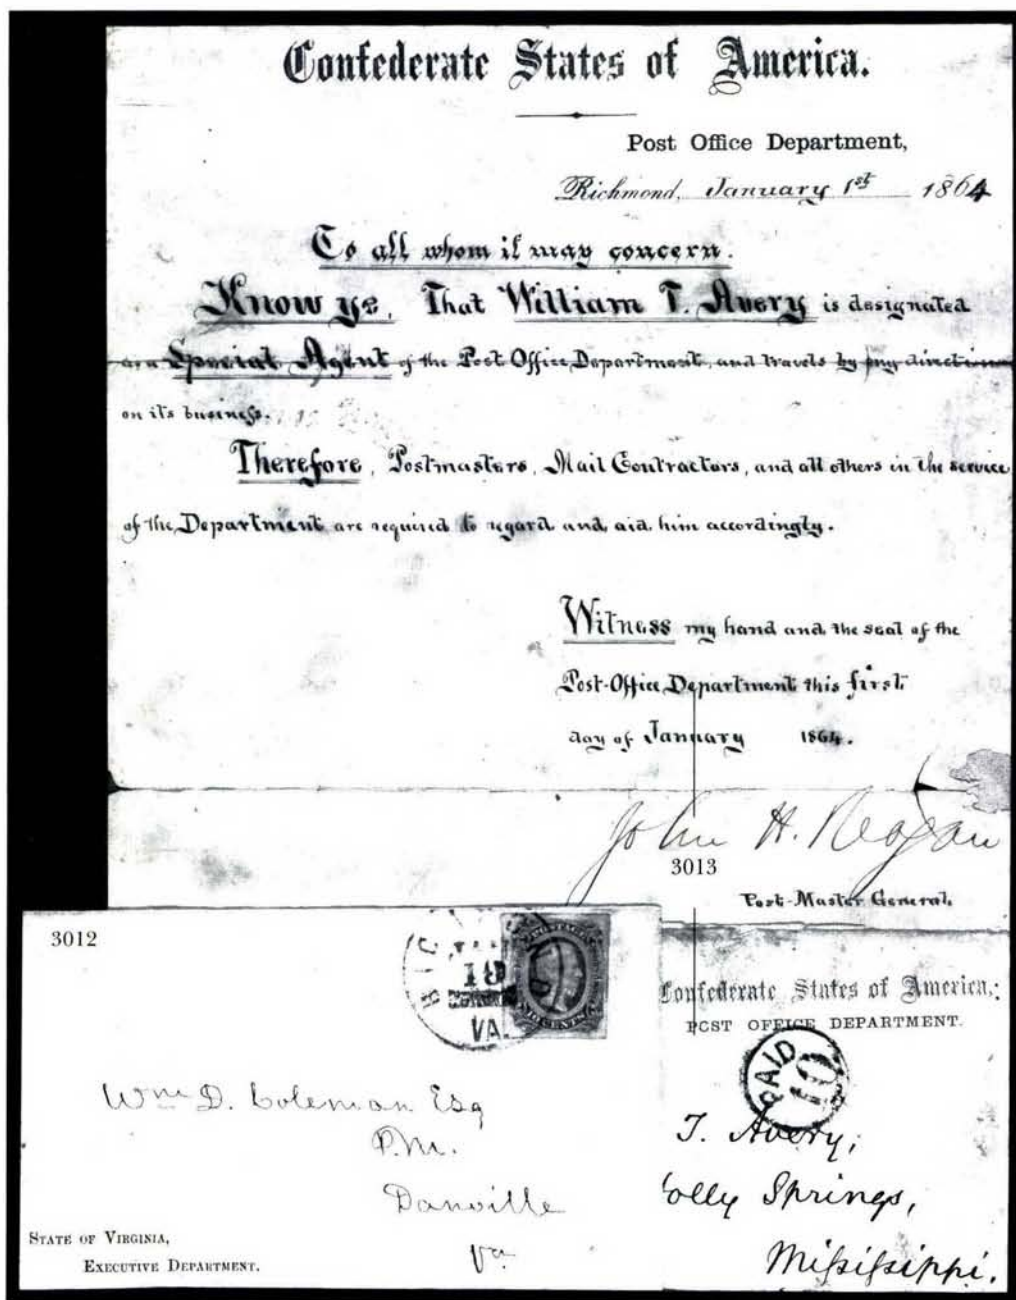 Confederate States of America.
Post Office Department,
Richmond, January 1st 1864
To all whom it may concern.
Know ye, That William T. Avery is designated
as a Special Agent of the Post Office Department, and travels by my direction
on its business.
Therefore, Postmasters, Mail Contractors, and all others in the service
of the Department are required to regard and aid him accordingly.
Witness my hand and the seal of the
Post-Office Department this first
day of January 1864.
John H. Reagan
3013
Post-Master General.
3012
18
VA.
Wm D. Coleman Esq
P.M.
Danville
Va
STATE OF VIRGINIA,
EXECUTIVE DEPARTMENT.
Confederate States of America,
POST OFFICE DEPARTMENT.
PAID
10
T. Avery,
olly Springs,
Mississippi.